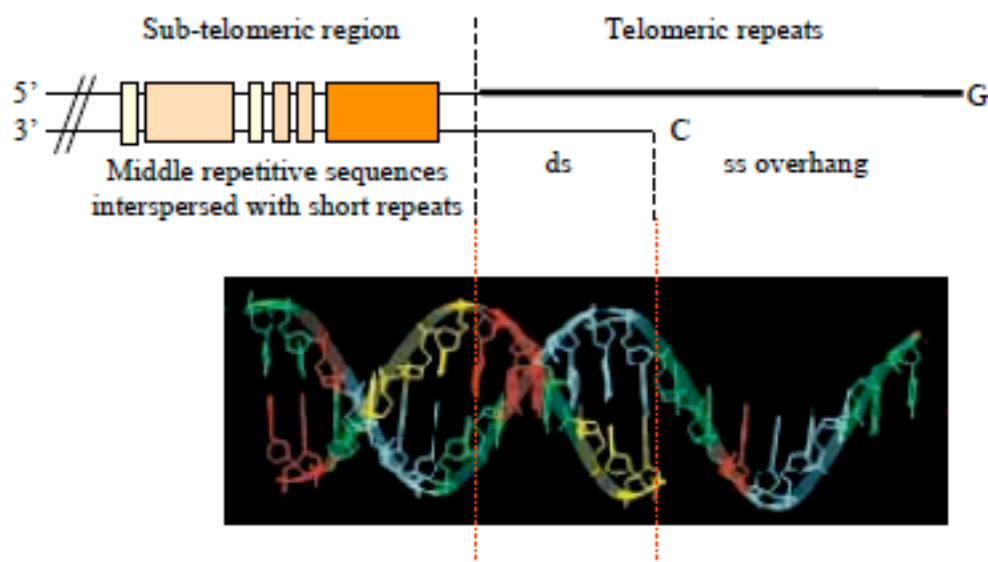 Sub-telomeric region
Telomeric repeats
5’
G
3’
C
Middle repetitive sequences
interspersed with short repeats
ds
ss overhang